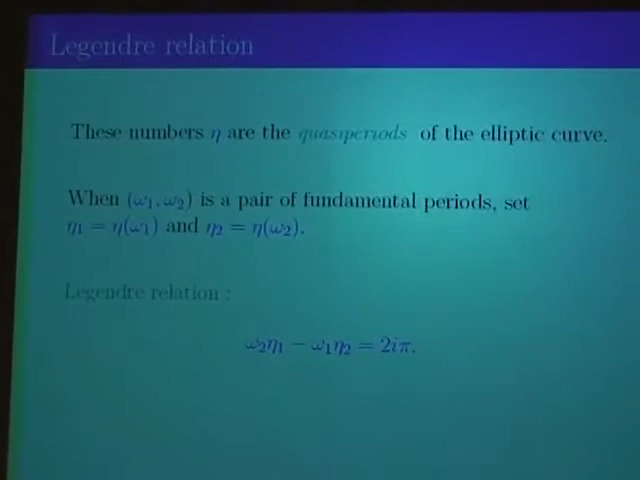 Legendre relation
These numbers η are the quasiperiods of the elliptic curve.
When (ω₁, ω₂) is a pair of fundamental periods, set
η₁ = η(ω₁) and η₂ = η(ω₂).
Legendre relation :
ω₂η₁ − ω₁η₂ = 2iπ.